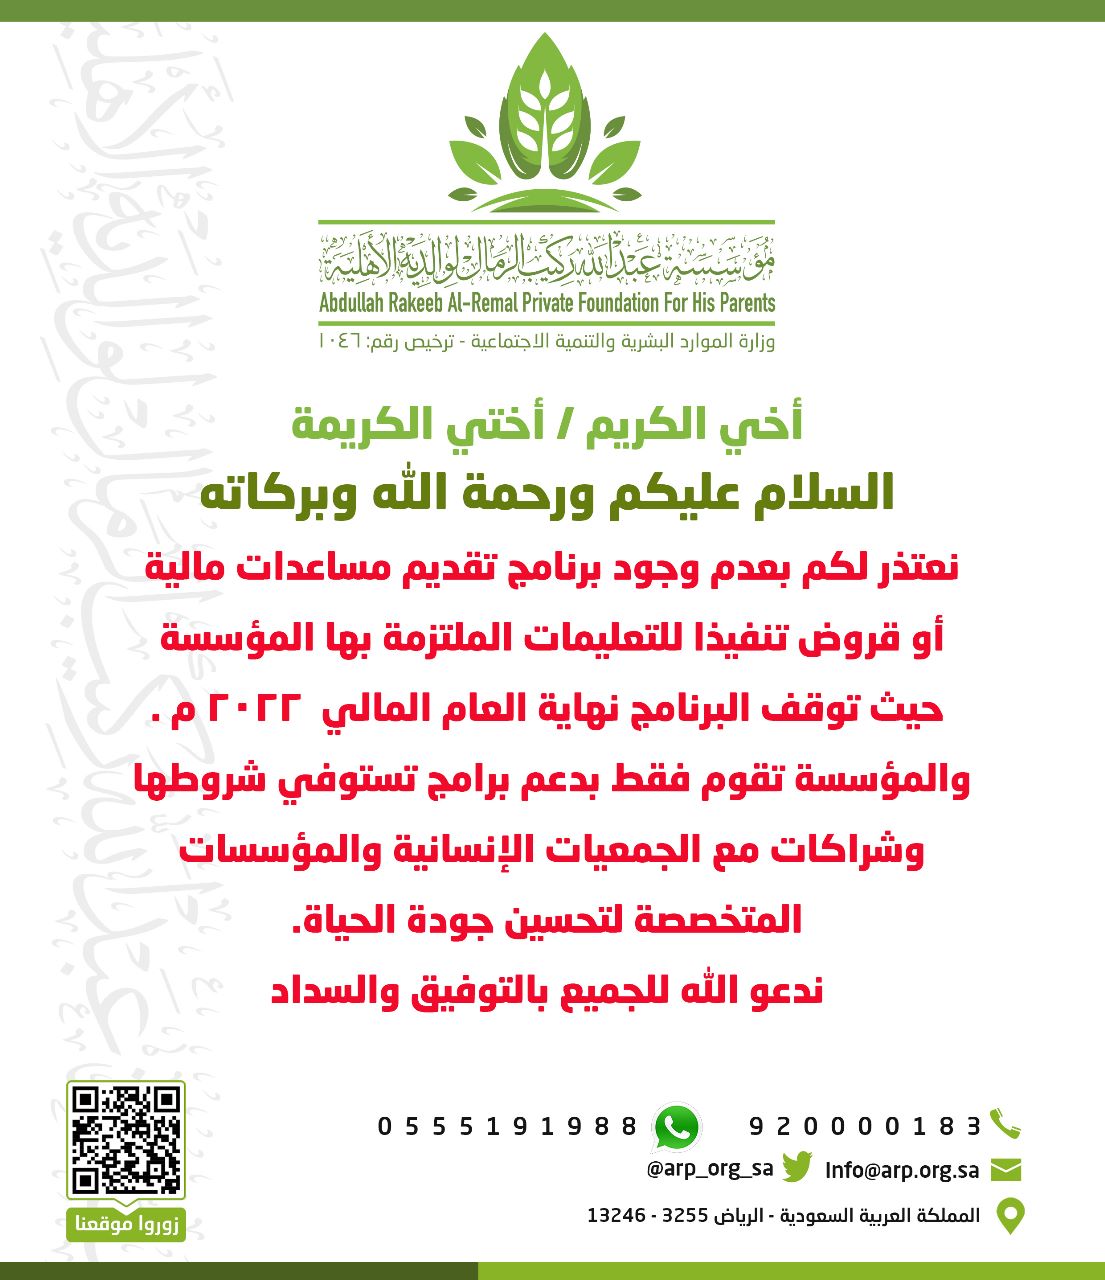 مؤسسة عبدالله ركيب الرمال لوالديه الأهلية
Abdullah Rakeeb Al-Remal Private Foundation For His Parents
وزارة الموارد البشرية والتنمية الاجتماعية - ترخيص رقم: ١٠٤٦
أخي الكريم / أختي الكريمة
السلام عليكم ورحمة الله وبركاته
نعتذر لكم بعدم وجود برنامج تقديم مساعدات مالية
أو قروض تنفيذا للتعليمات الملتزمة بها المؤسسة
حيث توقف البرنامج نهاية العام المالي ٢٠٢٢ م .
والمؤسسة تقوم فقط بدعم برامج تستوفي شروطها
وشراكات مع الجمعيات الإنسانية والمؤسسات
المتخصصة لتحسين جودة الحياة.
ندعو الله للجميع بالتوفيق والسداد
920000183
0555191988
Info@arp.org.sa
@arp_org_sa
المملكة العربية السعودية - الرياض 3255 - 13246
زوروا موقعنا